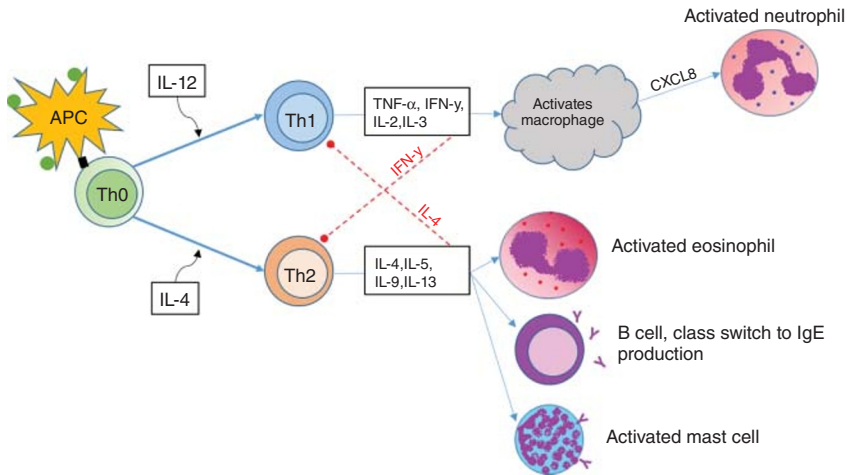 Activated neutrophil
IL-12
CXCL8
APC
Th1
TNF-α, IFN-y,
IL-2,IL-3
Activates
macrophage
IFN-y
Th0
IL-4
Th2
IL-4,IL-5,
IL-9,IL-13
Activated eosinophil
IL-4
B cell, class switch to IgE
production
Activated mast cell